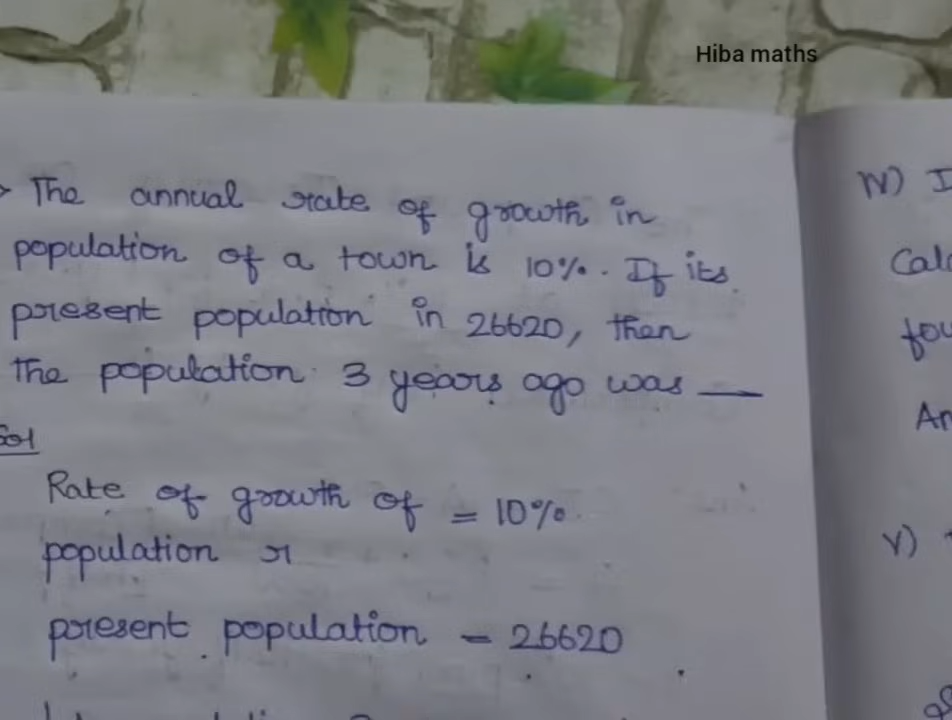 Hiba maths
The annual rate of growth in
population of a town is 10%. If its
present population in 26620, then
the population 3 years ago was —
Sol
Rate of growth of = 10%
population r
present population = 26620
IV)
V)